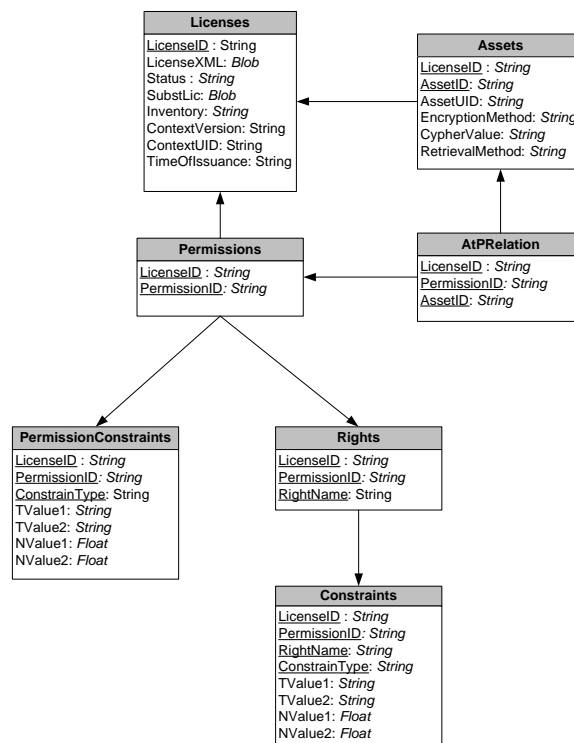 Licenses
LicenseID : String
LicenseXML: Blob
Status : String
SubstLic: Blob
Inventory: String
ContextVersion: String
ContextUID: String
TimeOfIssuance: String
Assets
LicenseID : String
AssetID: String
AssetUID: String
EncryptionMethod: String
CypherValue: String
RetrievalMethod: String
Permissions
LicenseID : String
PermissionID: String
AtPRelation
LicenseID : String
PermissionID: String
AssetID: String
PermissionConstraints
LicenseID : String
PermissionID: String
ConstrainType: String
TValue1: String
TValue2: String
NValue1: Float
NValue2: Float
Rights
LicenseID : String
PermissionID: String
RightName: String
Constraints
LicenseID : String
PermissionID: String
RightName: String
ConstrainType: String
TValue1: String
TValue2: String
NValue1: Float
NValue2: Float